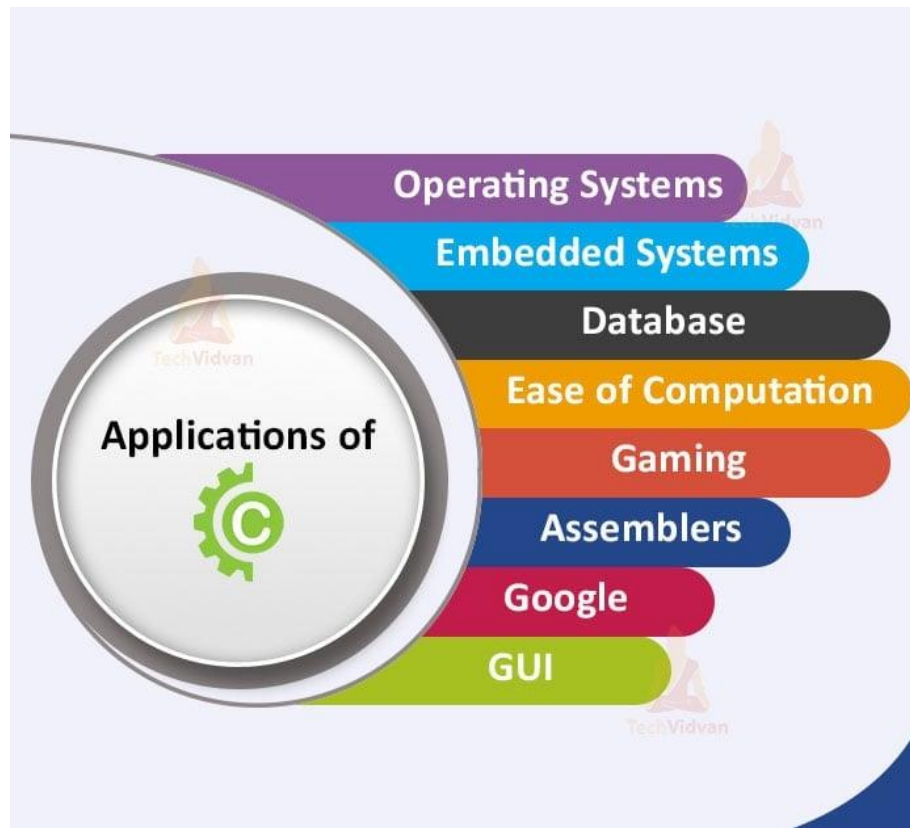 Operating Systems
TechVidvan
Embedded Systems
Database
TechVidvan
Ease of Computation
Applications of
C
Gaming
Assemblers
Google
GUI
TechVidvan